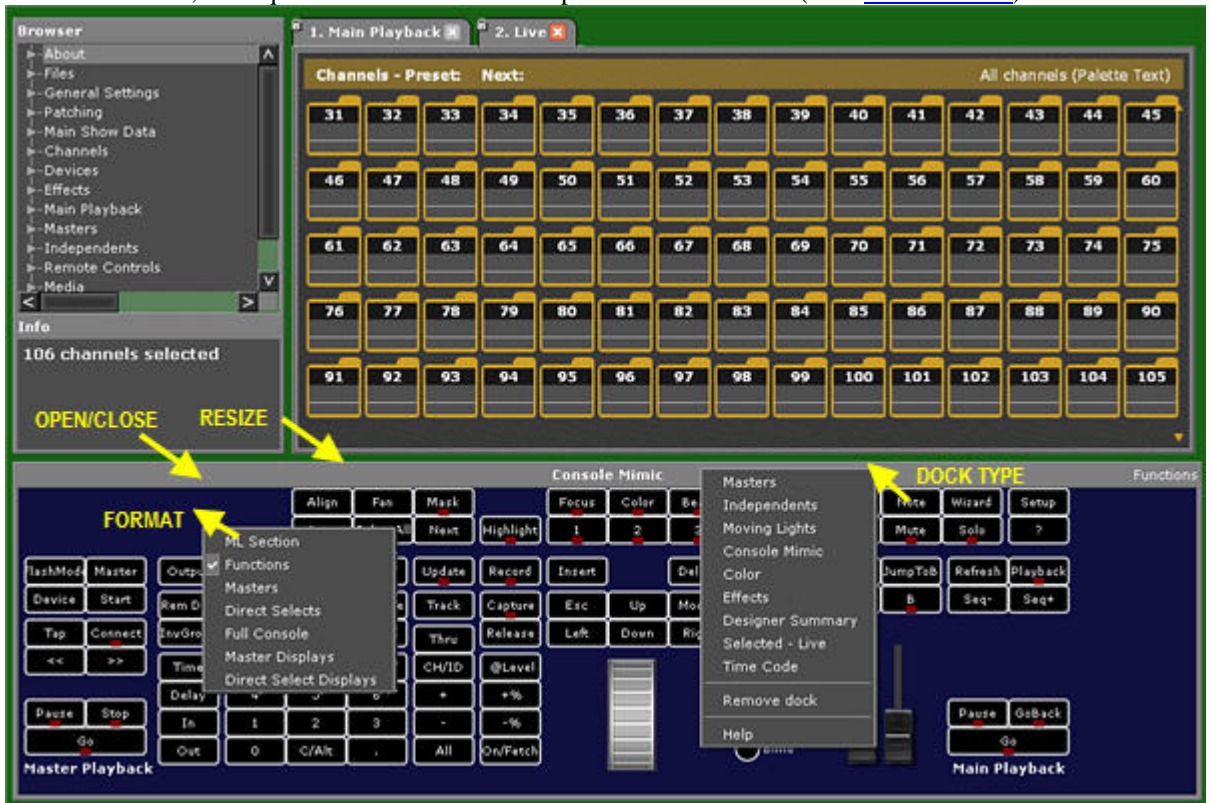 Browser
About
Files
General Settings
Patching
Main Show Data
Channels
Devices
Effects
Main Playback
Masters
Independents
Remote Controls
Media
Info
106 channels selected
1. Main Playback
2. Live
Channels - Preset: Next: All channels (Palette Text)
31 32 33 34 35 36 37 38 39 40 41 42 43 44 45
46 47 48 49 50 51 52 53 54 55 56 57 58 59 60
61 62 63 64 65 66 67 68 69 70 71 72 73 74 75
76 77 78 79 80 81 82 83 84 85 86 87 88 89 90
91 92 93 94 95 96 97 98 99 100 101 102 103 104 105
OPEN/CLOSE
RESIZE
FORMAT
DOCK TYPE
Console Mimic
Functions
ML Section
Functions
Masters
Direct Selects
Full Console
Master Displays
Direct Select Displays
Masters
Independents
Moving Lights
Console Mimic
Color
Effects
Designer Summary
Selected - Live
Time Code
Remove dock
Help
Align Fan Mask Focus Color Wizard Setup
Next Highlight 1 2 Mute Solo ?
Master Update Record Insert JumpToB Refresh Playback
Device Start Track Capture Esc Up B Seq- Seq+
Tap Connect Thru Release Left Down
<< >> Time CH/ID @Level
Delay + +%
Pause Stop In 1 2 3 - -% Pause GoBack
Go Out 0 C/Alt . All On/Fetch Go
Master Playback
Main Playback